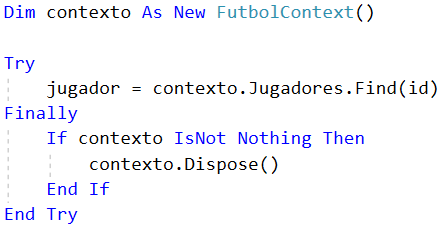 Dim contexto As New FutbolContext()
Try
jugador = contexto.Jugadores.Find(id)
Finally
If contexto IsNot Nothing Then
contexto.Dispose()
End If
End Try